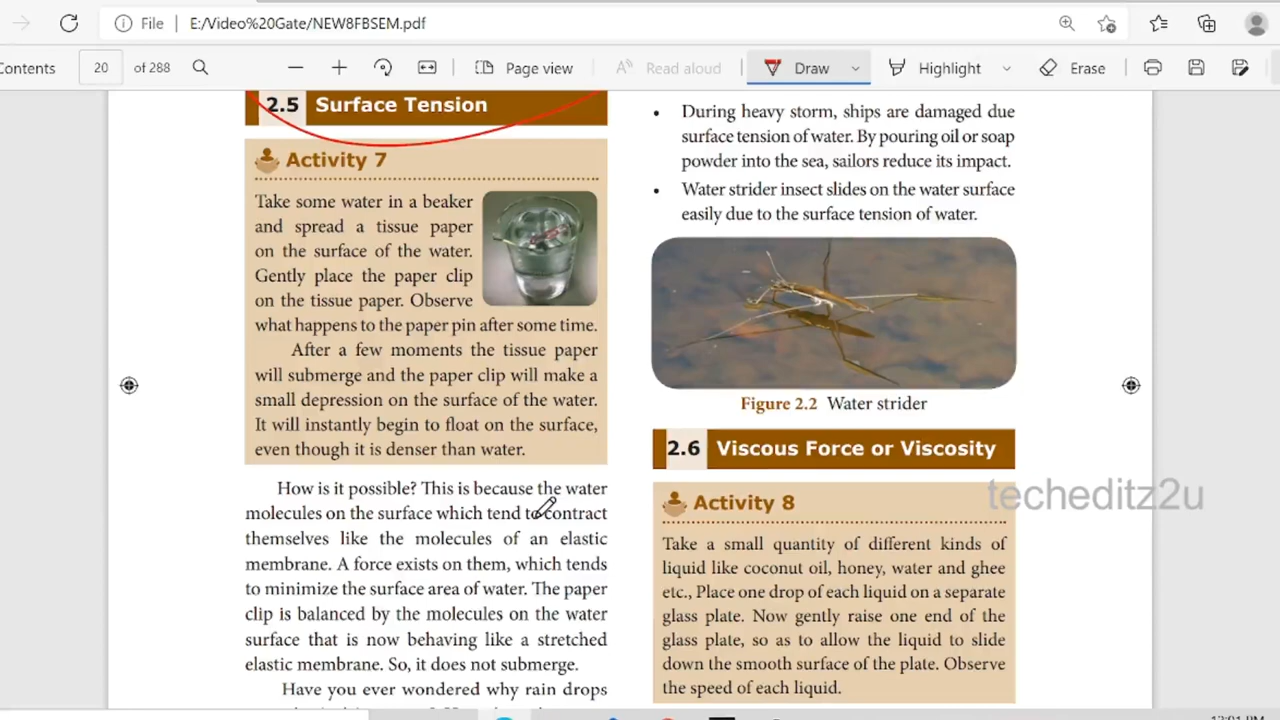 File E:/Video%20Gate/NEW8FBSEM.pdf
ontents 20 of 288 Page view Read aloud Draw Highlight Erase
2.5 Surface Tension
Activity 7
Take some water in a beaker
and spread a tissue paper
on the surface of the water.
Gently place the paper clip
on the tissue paper. Observe
what happens to the paper pin after some time.
After a few moments the tissue paper
will submerge and the paper clip will make a
small depression on the surface of the water.
It will instantly begin to float on the surface,
even though it is denser than water.
How is it possible? This is because the water
molecules on the surface which tend to contract
themselves like the molecules of an elastic
membrane. A force exists on them, which tends
to minimize the surface area of water. The paper
clip is balanced by the molecules on the water
surface that is now behaving like a stretched
elastic membrane. So, it does not submerge.
Have you ever wondered why rain drops
• During heavy storm, ships are damaged due
surface tension of water. By pouring oil or soap
powder into the sea, sailors reduce its impact.
• Water strider insect slides on the water surface
easily due to the surface tension of water.
Figure 2.2 Water strider
2.6 Viscous Force or Viscosity
techeditz2u
Activity 8
Take a small quantity of different kinds of
liquid like coconut oil, honey, water and ghee
etc., Place one drop of each liquid on a separate
glass plate. Now gently raise one end of the
glass plate, so as to allow the liquid to slide
down the smooth surface of the plate. Observe
the speed of each liquid.